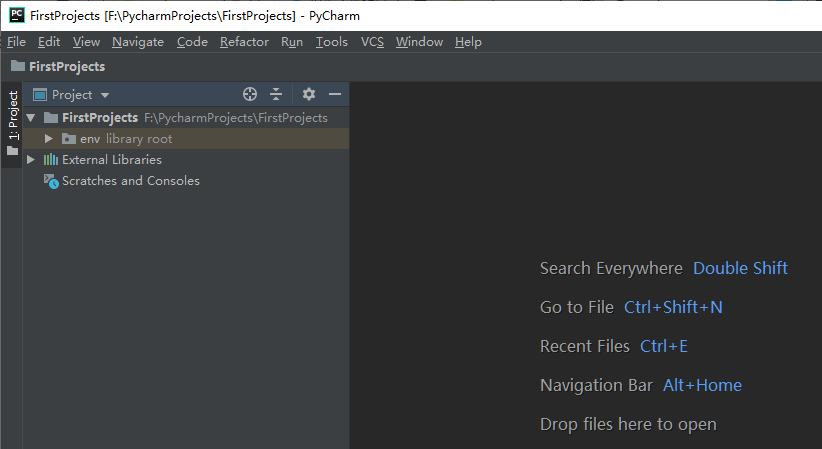 PC FirstProjects [F:\PycharmProjects\FirstProjects] - PyCharm
File Edit View Navigate Code Refactor Run Tools VCS Window Help
FirstProjects
1: Project
Project
FirstProjects F:\PycharmProjects\FirstProjects
env library root
External Libraries
Scratches and Consoles
Search Everywhere Double Shift
Go to File Ctrl+Shift+N
Recent Files Ctrl+E
Navigation Bar Alt+Home
Drop files here to open